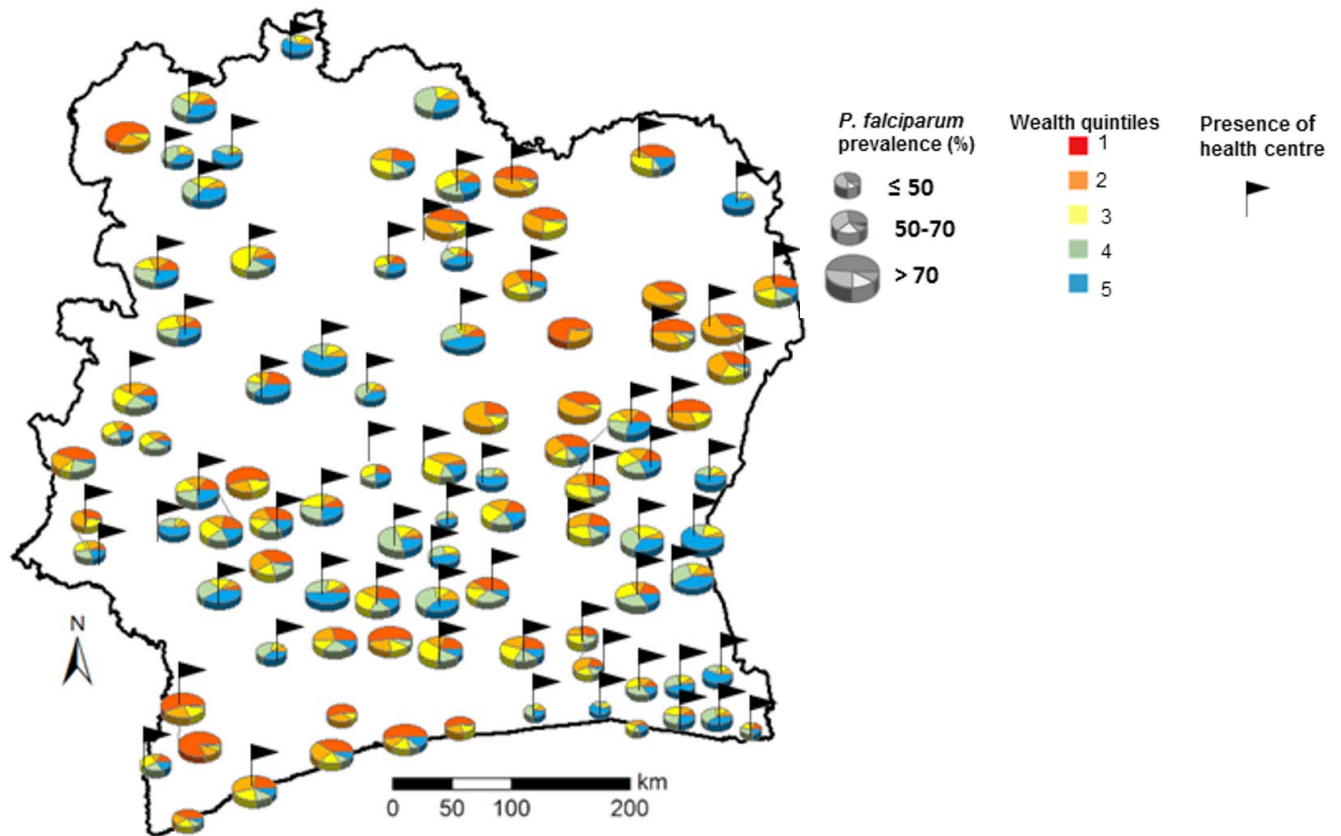 P. falciparum
prevalence (%)
≤ 50
50-70
> 70
Wealth quintiles
1
2
3
4
5
Presence of
health centre
N
km
0 50 100 200